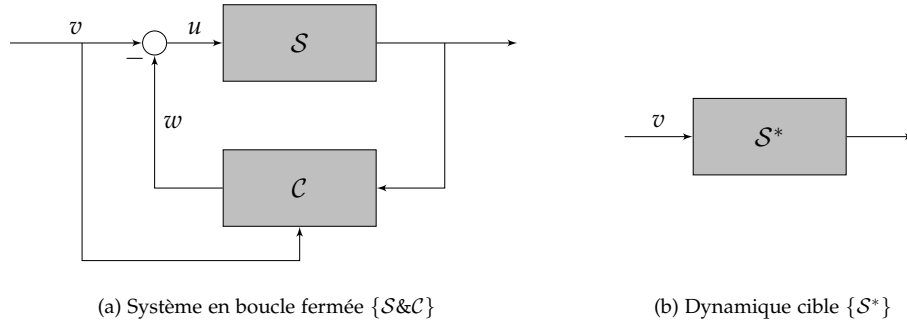 v
u
S
−
w
C
(a) Système en boucle fermée {S&C}
v
S*
(b) Dynamique cible {S*}